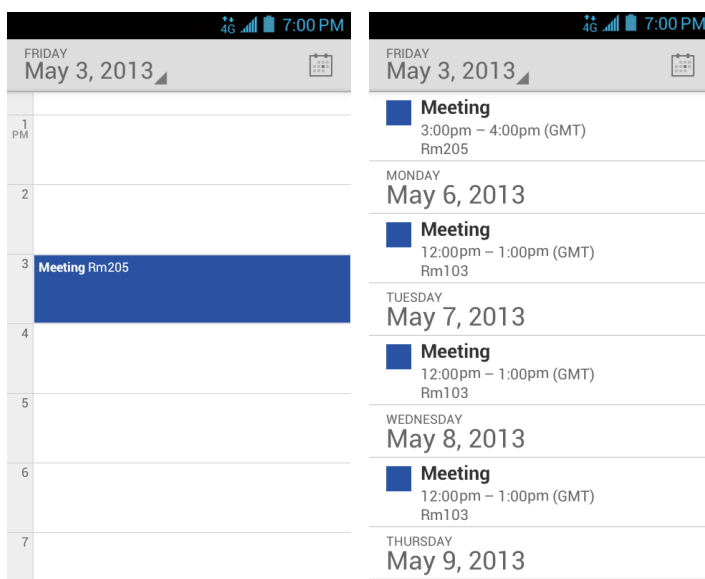 4G 7:00 PM
FRIDAY
May 3, 2013
1
PM
2
3 Meeting Rm205
4
5
6
7
4G 7:00 PM
FRIDAY
May 3, 2013
Meeting
3:00pm – 4:00pm (GMT)
Rm205
MONDAY
May 6, 2013
Meeting
12:00pm – 1:00pm (GMT)
Rm103
TUESDAY
May 7, 2013
Meeting
12:00pm – 1:00pm (GMT)
Rm103
WEDNESDAY
May 8, 2013
Meeting
12:00pm – 1:00pm (GMT)
Rm103
THURSDAY
May 9, 2013